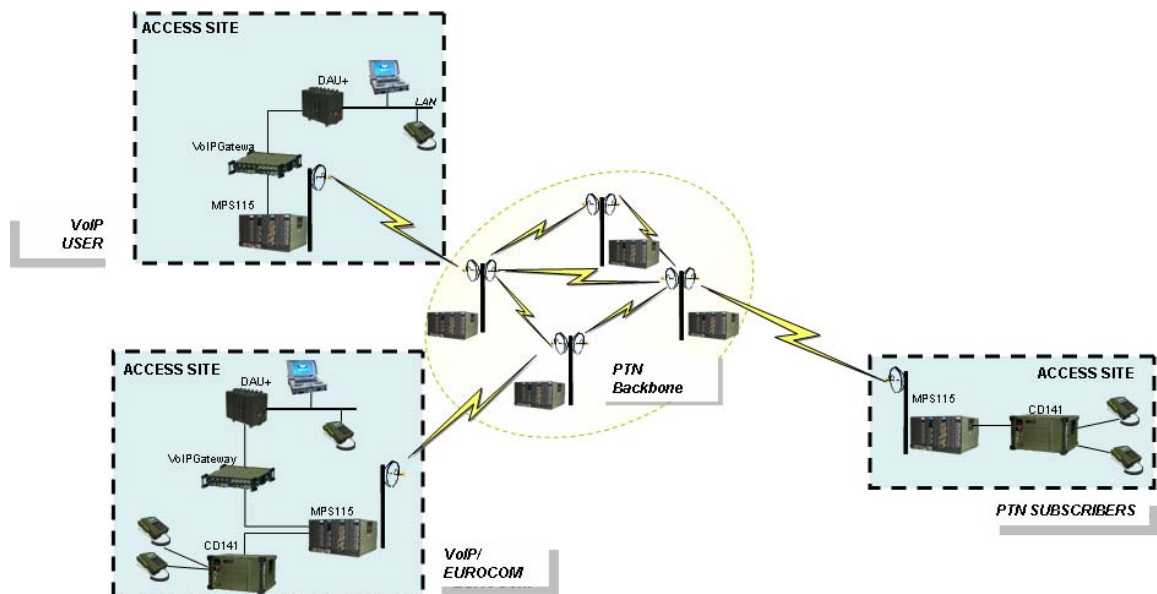 ACCESS SITE
DAU+
LAN
VoIPGatewa
MPS115
VoIP
USER
PTN
Backbone
ACCESS SITE
DAU+
VoIPGateway
MPS115
CD141
VoIP/
EUROCOM
ACCESS SITE
MPS115
CD141
PTN SUBSCRIBERS